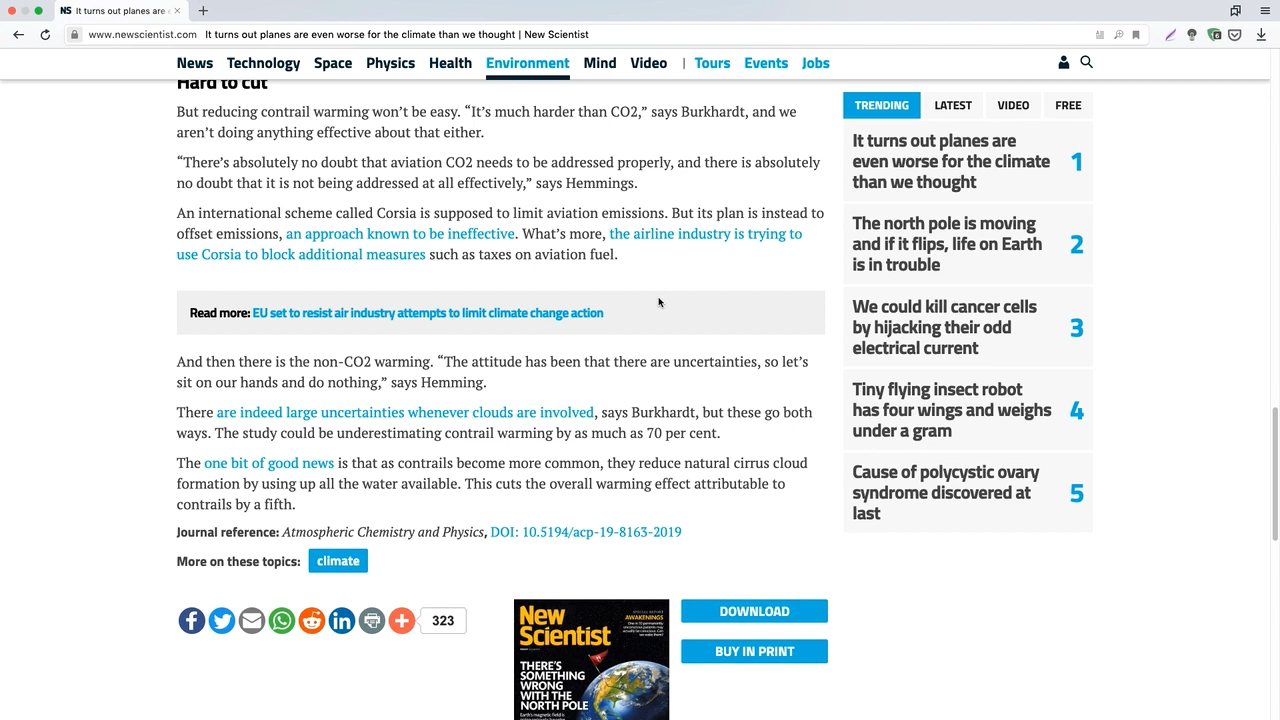 NS It turns out planes are
www.newscientist.com It turns out planes are even worse for the climate than we thought | New Scientist
News Technology Space Physics Health Environment Mind Video | Tours Events Jobs
Hard to cut
But reducing contrail warming won’t be easy. “It’s much harder than CO2,” says Burkhardt, and we
aren’t doing anything effective about that either.
“There’s absolutely no doubt that aviation CO2 needs to be addressed properly, and there is absolutely
no doubt that it is not being addressed at all effectively,” says Hemmings.
An international scheme called Corsia is supposed to limit aviation emissions. But its plan is instead to
offset emissions, an approach known to be ineffective. What’s more, the airline industry is trying to
use Corsia to block additional measures such as taxes on aviation fuel.
Read more: EU set to resist air industry attempts to limit climate change action
And then there is the non-CO2 warming. “The attitude has been that there are uncertainties, so let’s
sit on our hands and do nothing,” says Hemming.
There are indeed large uncertainties whenever clouds are involved, says Burkhardt, but these go both
ways. The study could be underestimating contrail warming by as much as 70 per cent.
The one bit of good news is that as contrails become more common, they reduce natural cirrus cloud
formation by using up all the water available. This cuts the overall warming effect attributable to
contrails by a fifth.
Journal reference: Atmospheric Chemistry and Physics, DOI: 10.5194/acp-19-8163-2019
More on these topics: climate
323
New
Scientist
SPECIAL REPORT
AWAKENINGS
THERE’S
SOMETHING
WRONG
WITH THE
NORTH POLE
DOWNLOAD
BUY IN PRINT
TRENDING LATEST VIDEO FREE
It turns out planes are
even worse for the climate 1
than we thought
The north pole is moving
and if it flips, life on Earth 2
is in trouble
We could kill cancer cells
by hijacking their odd 3
electrical current
Tiny flying insect robot
has four wings and weighs 4
under a gram
Cause of polycystic ovary
syndrome discovered at 5
last